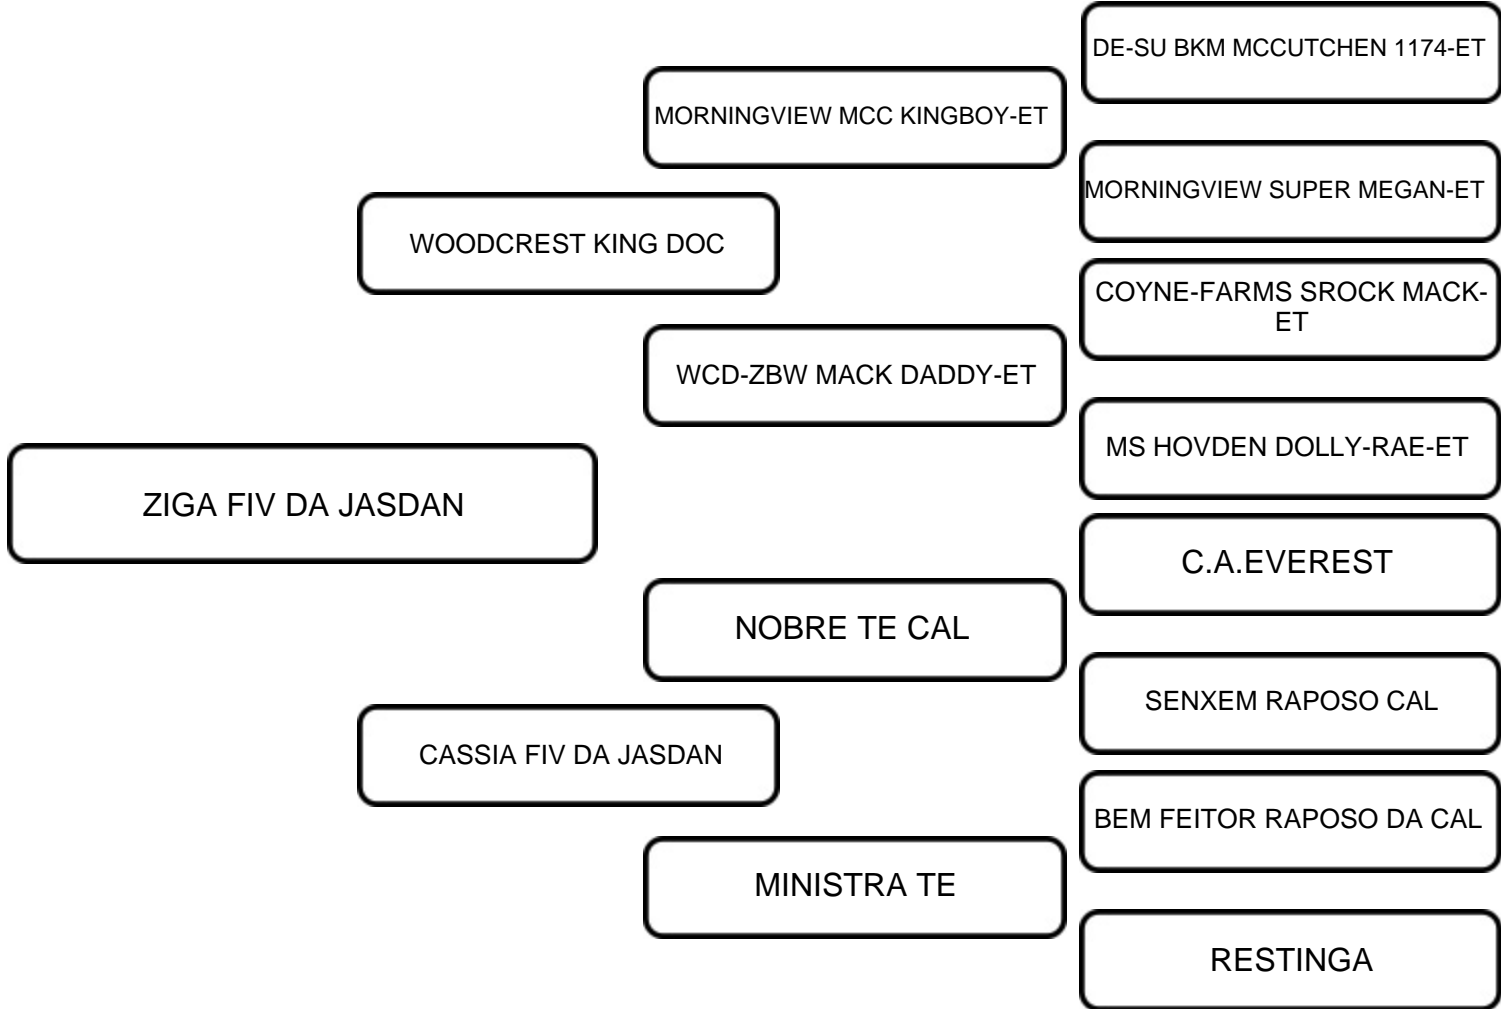 DE-SU BKM MCCUTCHEN 1174-ET
MORNINGVIEW MCC KINGBOY-ET
MORNINGVIEW SUPER MEGAN-ET
WOODCREST KING DOC
COYNE-FARMS SROCK MACK-
ET
WCD-ZBW MACK DADDY-ET
MS HOVDEN DOLLY-RAE-ET
ZIGA FIV DA JASDAN
C.A.EVEREST
NOBRE TE CAL
SENXEM RAPOSO CAL
CASSIA FIV DA JASDAN
BEM FEITOR RAPOSO DA CAL
MINISTRA TE
RESTINGA